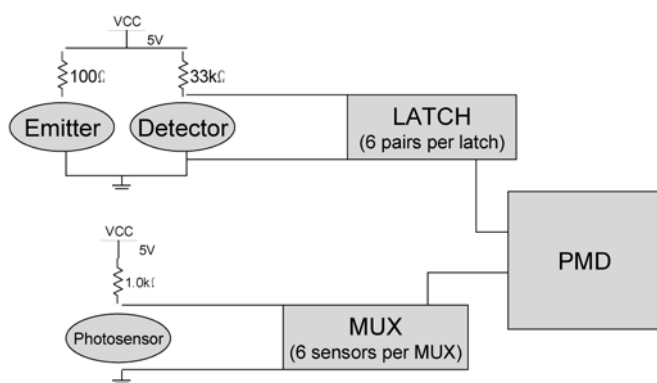 VCC
5V
100Ω
33kΩ
Emitter
Detector
LATCH
(6 pairs per latch)
VCC
5V
1.0kΩ
Photosensor
MUX
(6 sensors per MUX)
PMD